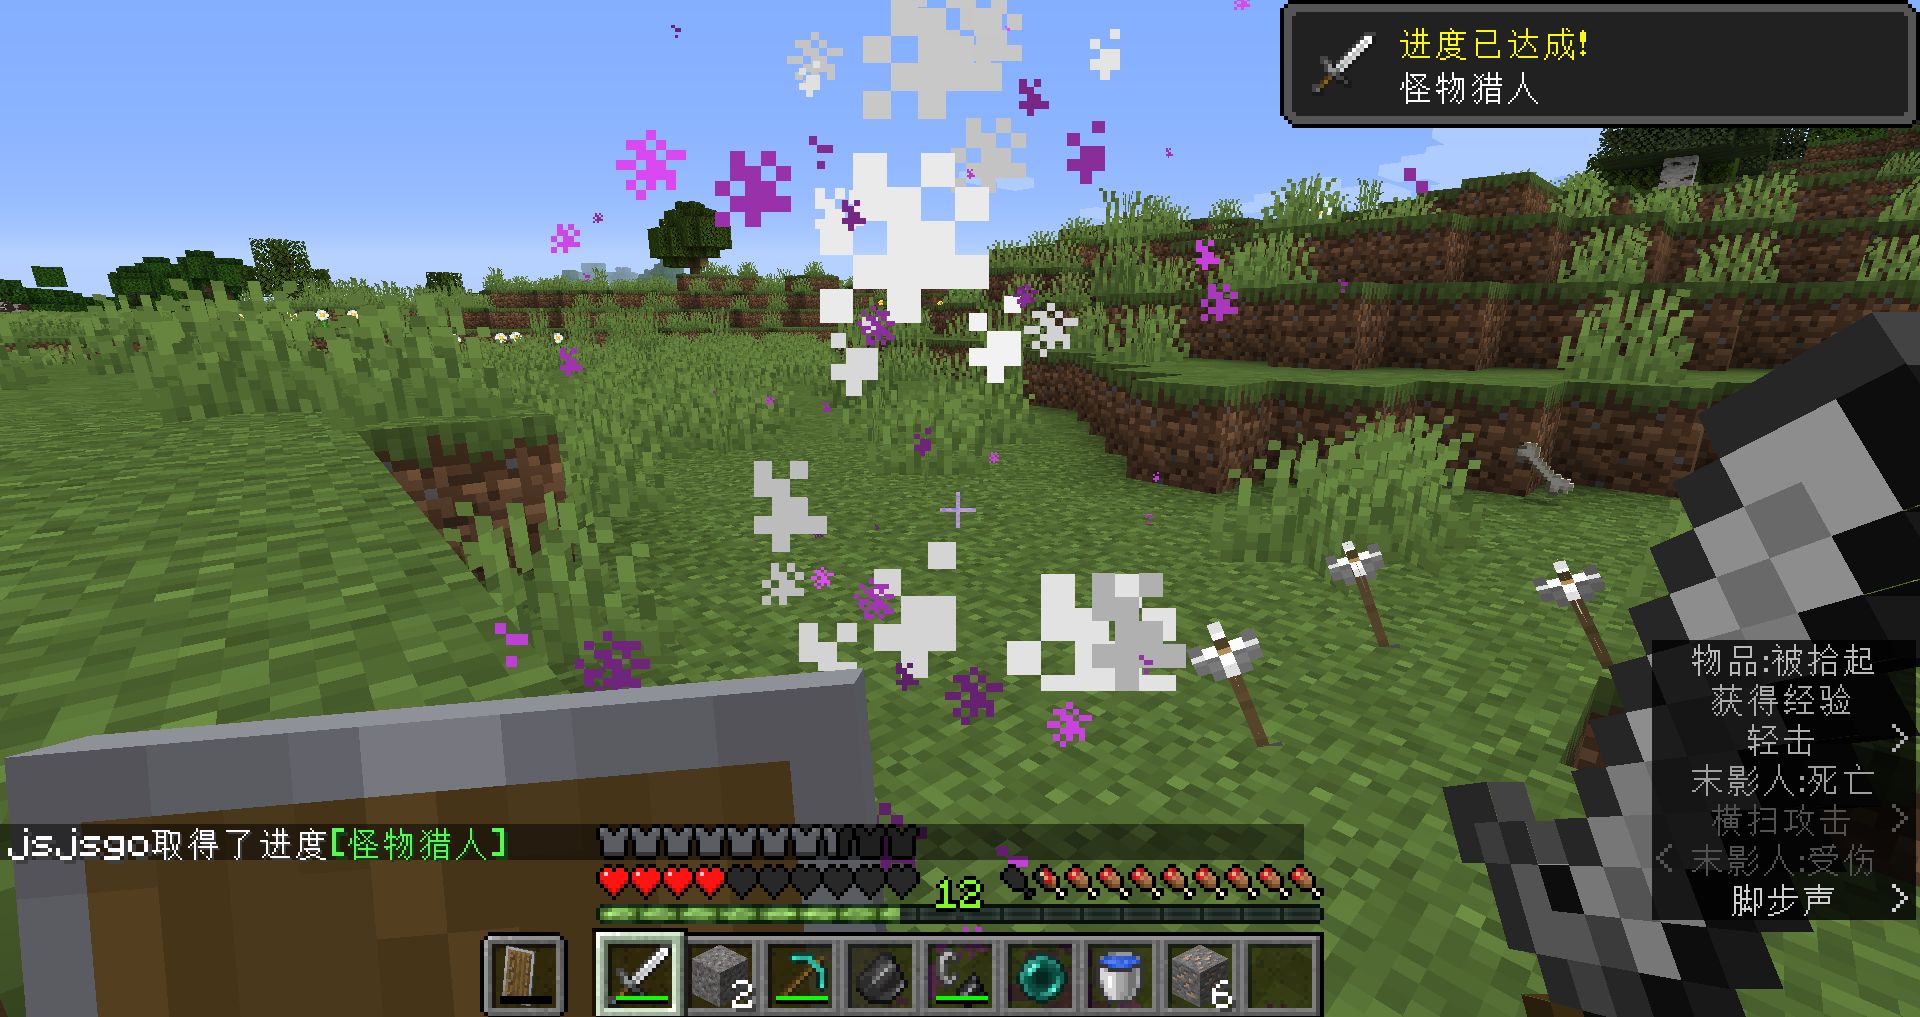 进度已达成!
怪物猎人
物品:被拾起
获得经验
轻击 >
末影人:死亡
横扫攻击 >
< 末影人:受伤
脚步声 >
jsjsgo取得了进度[怪物猎人]
12
2
6